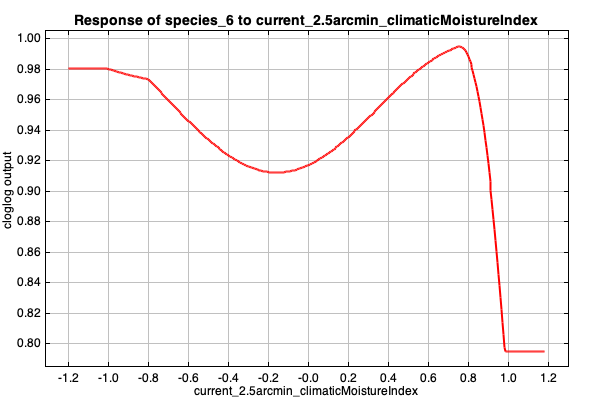 Response of species_6 to current_2.5arcmin_climaticMoistureIndex
cloglog output
1.00
0.98
0.96
0.94
0.92
0.90
0.88
0.86
0.84
0.82
0.80
-1.2 -1.0 -0.8 -0.6 -0.4 -0.2 -0.0 0.2 0.4 0.6 0.8 1.0 1.2
current_2.5arcmin_climaticMoistureIndex